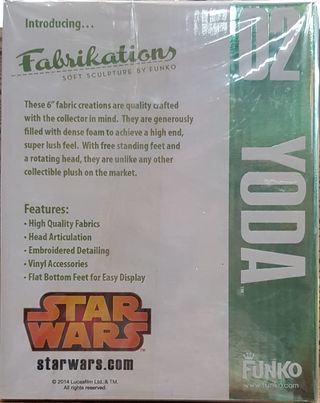 Introducing...
Fabrikations
SOFT SCULPTURE BY FUNKO
These 6" fabric creations are quality crafted
with the collector in mind. They are generously
filled with dense foam to achieve a high end,
super lush feel. With free standing feet and
a rotating head, they are unlike any other
collectible plush on the market.
Features:
• High Quality Fabrics
• Head Articulation
• Embroidered Detailing
• Vinyl Accessories
• Flat Bottom Feet for Easy Display
STAR
WARS
starwars.com
© 2014 Lucasfilm Ltd. & TM.
All rights reserved.
02
YODA™
FUNKO
www.funko.com